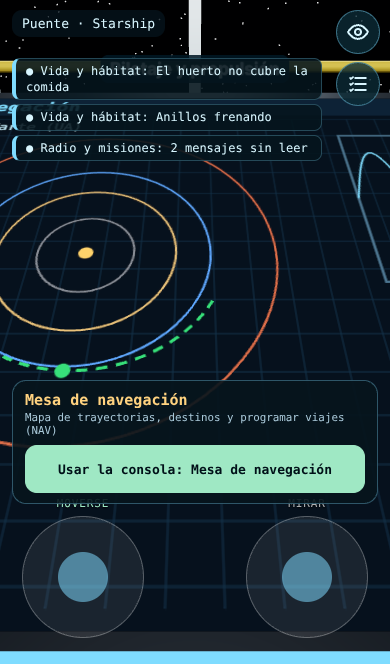 Puente · Starship
● Vida y hábitat: El huerto no cubre la
comida
● Vida y hábitat: Anillos frenando
● Radio y misiones: 2 mensajes sin leer
Mesa de navegación
Mapa de trayectorias, destinos y programar viajes
(NAV)
Usar la consola: Mesa de navegación
MOVERSE
MIRAR